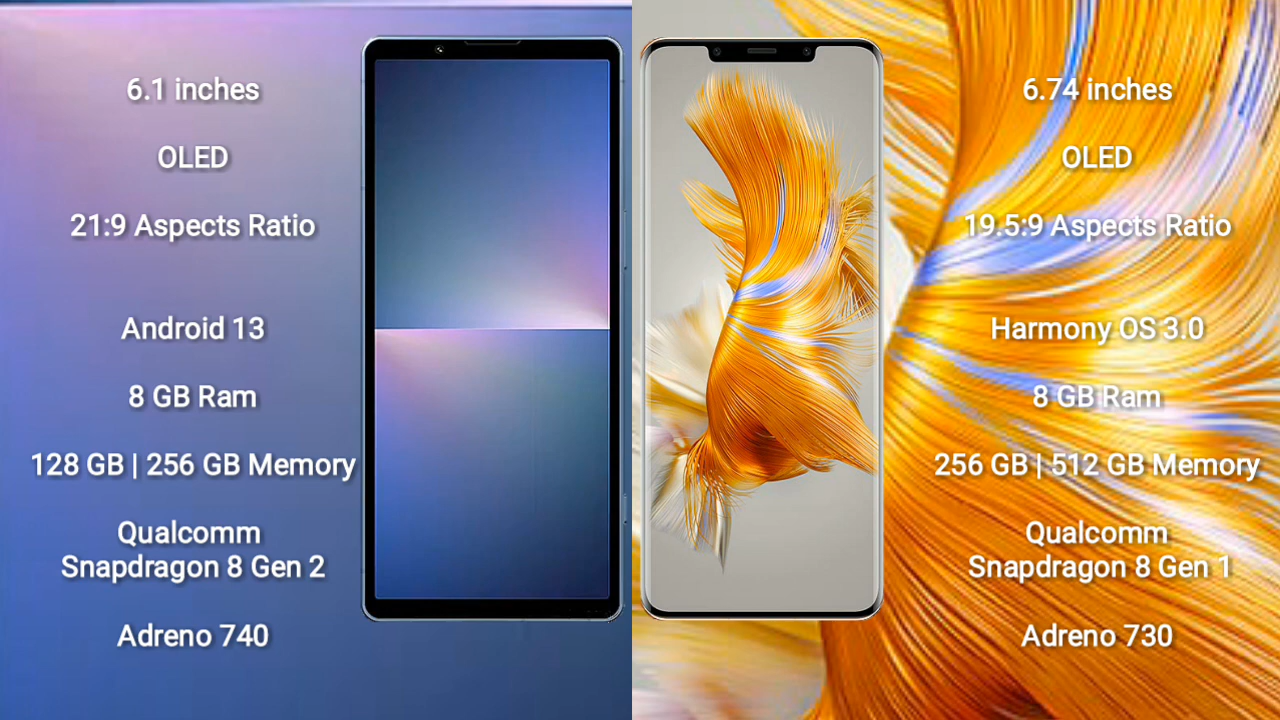 6.1 inches
OLED
21:9 Aspects Ratio
Android 13
8 GB Ram
128 GB | 256 GB Memory
Qualcomm
Snapdragon 8 Gen 2
Adreno 740
6.74 inches
OLED
19.5:9 Aspects Ratio
Harmony OS 3.0
8 GB Ram
256 GB | 512 GB Memory
Qualcomm
Snapdragon 8 Gen 1
Adreno 730